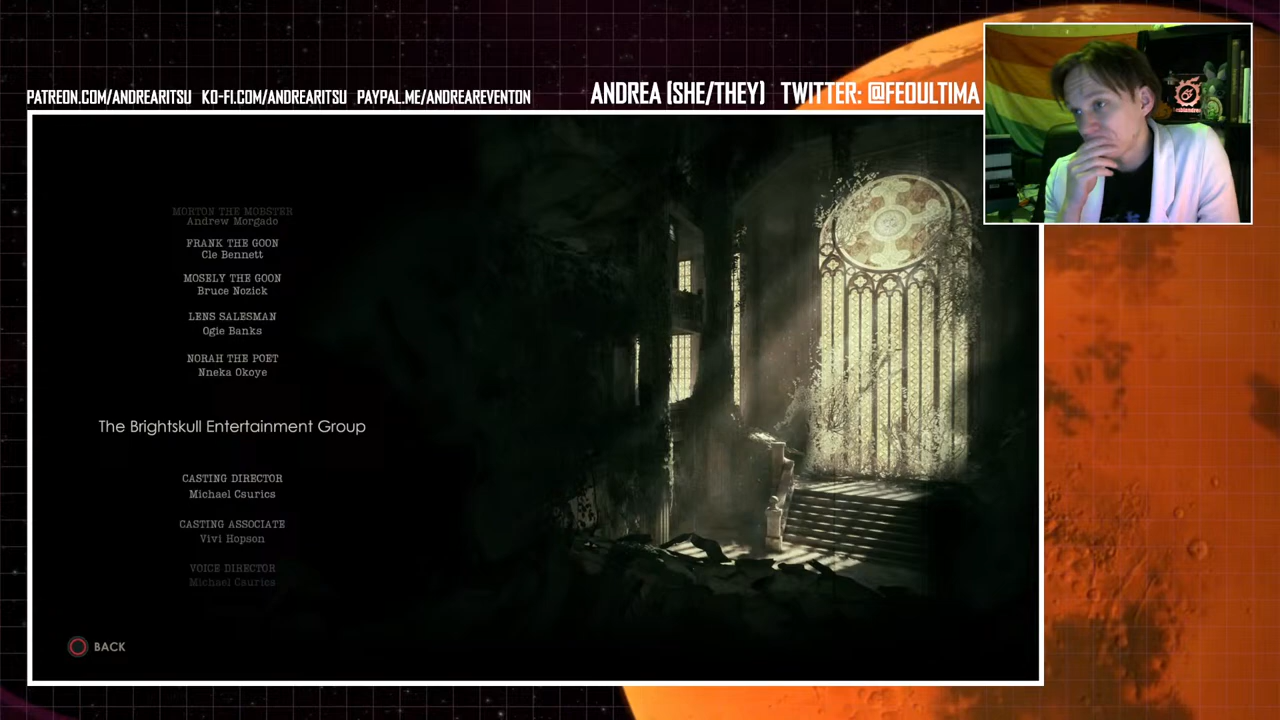 PATREON.COM/ANDREARITSU KO-FI.COM/ANDREARITSU PAYPAL.ME/ANDREAREVENTON
ANDREA (SHE/THEY) TWITTER: @FEOULTIMA
MORTON THE MOBSTER
Andrew Morgado
FRANK THE GOON
Cle Bennett
MOSELY THE GOON
Bruce Nozick
LENS SALESMAN
Ogie Banks
NORAH THE POET
Nneka Okoye
The Brightskull Entertainment Group
CASTING DIRECTOR
Michael Csurics
CASTING ASSOCIATE
Vivi Hopson
VOICE DIRECTOR
Michael Csurics
BACK